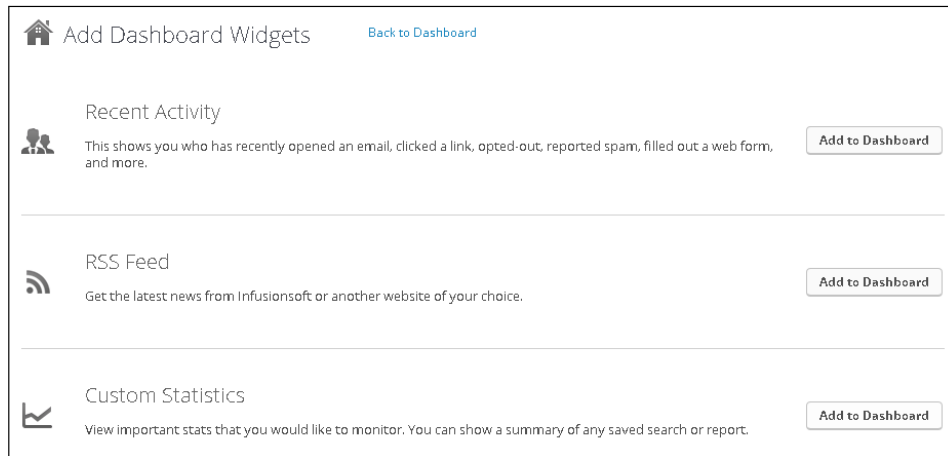 Add Dashboard Widgets Back to Dashboard
Recent Activity
This shows you who has recently opened an email, clicked a link, opted-out, reported spam, filled out a web form,
and more.
Add to Dashboard
RSS Feed
Get the latest news from Infusionsoft or another website of your choice.
Add to Dashboard
Custom Statistics
View important stats that you would like to monitor. You can show a summary of any saved search or report.
Add to Dashboard